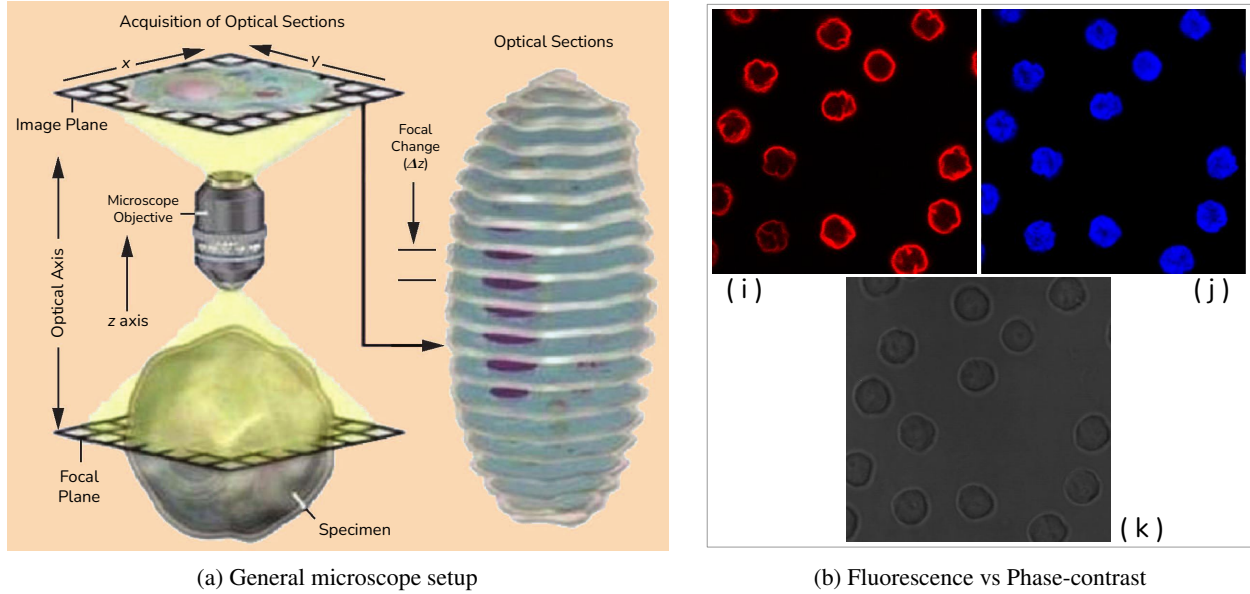 Acquisition of Optical Sections
x
y
Image Plane
Optical Axis
Microscope
Objective
z axis
Focal
Plane
Specimen
Optical Sections
Focal
Change
(Δz)
(a) General microscope setup
( i )
( j )
( k )
(b) Fluorescence vs Phase-contrast